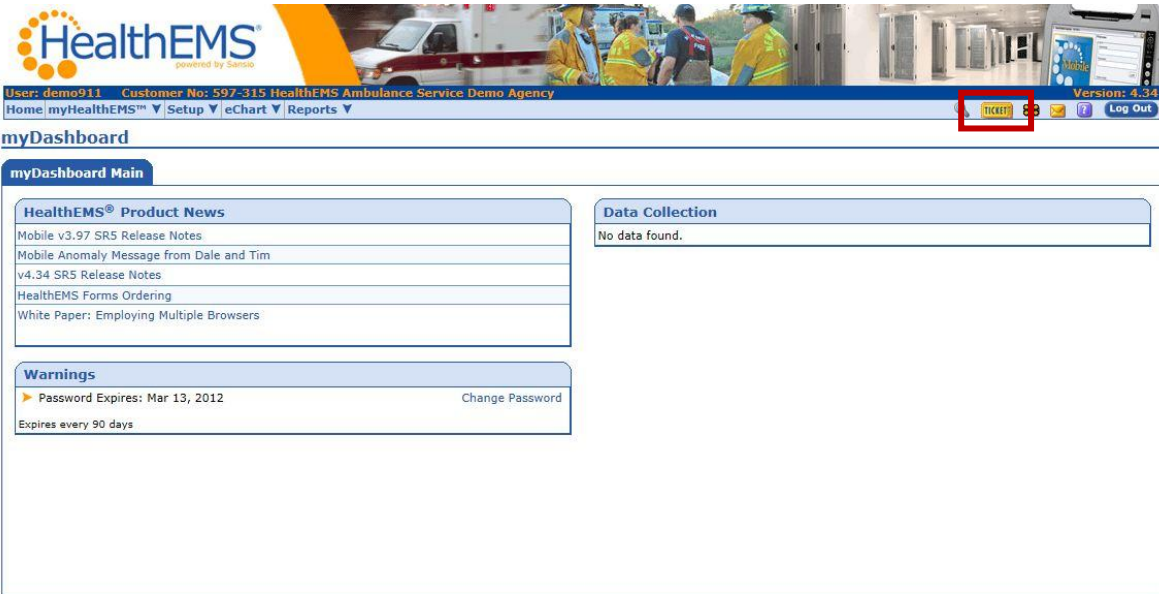 HealthEMS®
powered by Sansio
Mobile
User: demo911 Customer No: 597-315 HealthEMS Ambulance Service Demo Agency Version: 4.34
Home myHealthEMS™ ▼ Setup ▼ eChart ▼ Reports ▼ TICKET ? Log Out
myDashboard
myDashboard Main
HealthEMS® Product News
Mobile v3.97 SR5 Release Notes
Mobile Anomaly Message from Dale and Tim
v4.34 SR5 Release Notes
HealthEMS Forms Ordering
White Paper: Employing Multiple Browsers
Warnings
Password Expires: Mar 13, 2012 Change Password
Expires every 90 days
Data Collection
No data found.